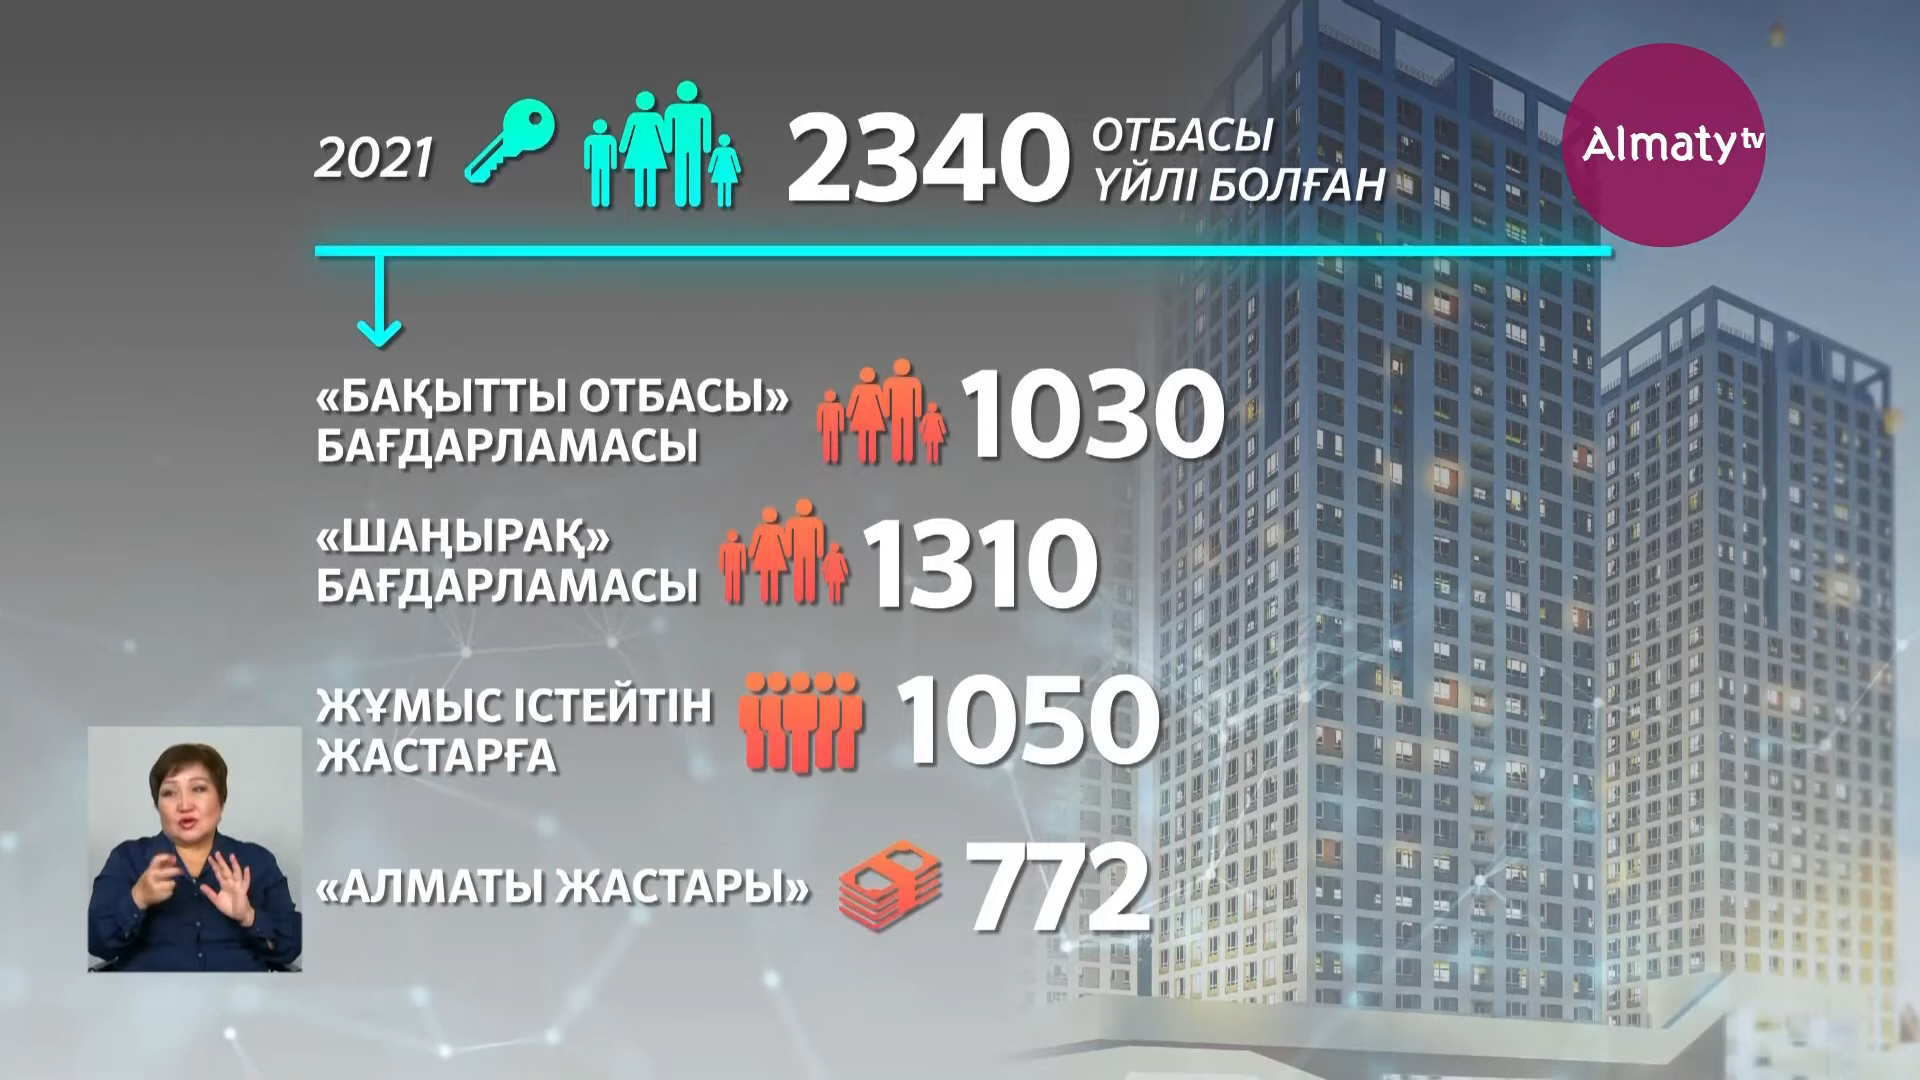 2021
2340
ОТБАСЫ
ҮЙЛІ БОЛҒАН
Almaty tv
«БАҚЫТТЫ ОТБАСЫ»
БАҒДАРЛАМАСЫ
1030
«ШАҢЫРАҚ»
БАҒДАРЛАМАСЫ
1310
ЖҰМЫС ІСТЕЙТІН
ЖАСТАРҒА
1050
«АЛМАТЫ ЖАСТАРЫ»
772